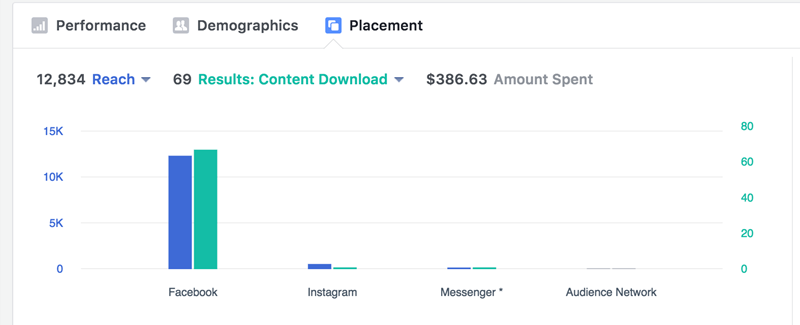 Performance Demographics Placement
12,834 Reach 69 Results: Content Download $386.63 Amount Spent
15K 80
10K 60
5K 40
20
0 0
Facebook Instagram Messenger * Audience Network